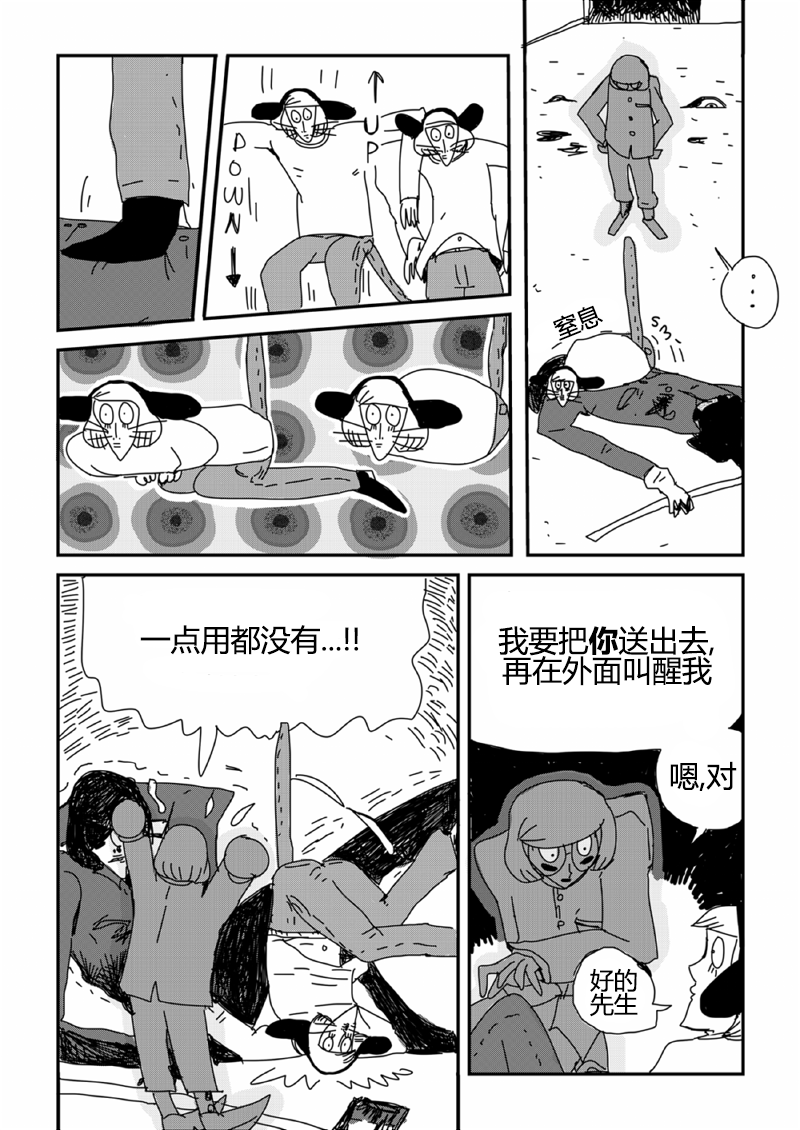 …
窒息
UP
DOWN
我要把你送出去,
再在外面叫醒我
嗯,对
好的
先生
一点用都没有...!!